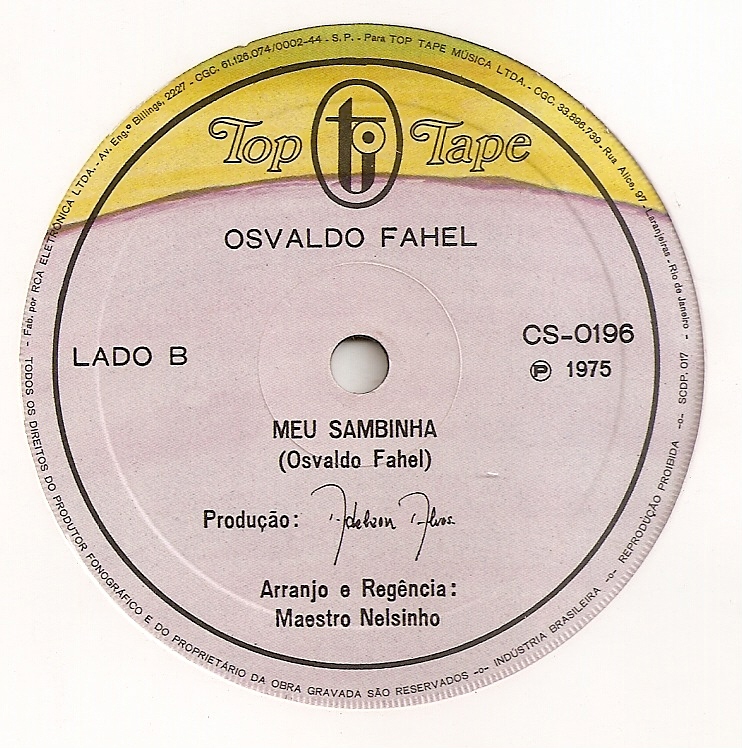 Fáb. por RCA ELETRÔNICA LTDA. - Av. Eng.º Billings, 2227 - CGC. 61.126.074/0002-44 - S.P. - Para TOP TAPE MÚSICA LTDA. - CGC. 33.896.739 - Rua Alice, 97 - Laranjeiras - Rio de Janeiro -o- SCDP. 017
Top Tape
OSVALDO FAHEL
LADO B
CS-0196
℗ 1975
MEU SAMBINHA
(Osvaldo Fahel)
Produção: Adelson Alves
Arranjo e Regência:
Maestro Nelsinho
TODOS OS DIREITOS DO PRODUTOR FONOGRÁFICO E DO PROPRIETÁRIO DA OBRA GRAVADA SÃO RESERVADOS -o- INDÚSTRIA BRASILEIRA -o- REPRODUÇÃO PROIBIDA -o-